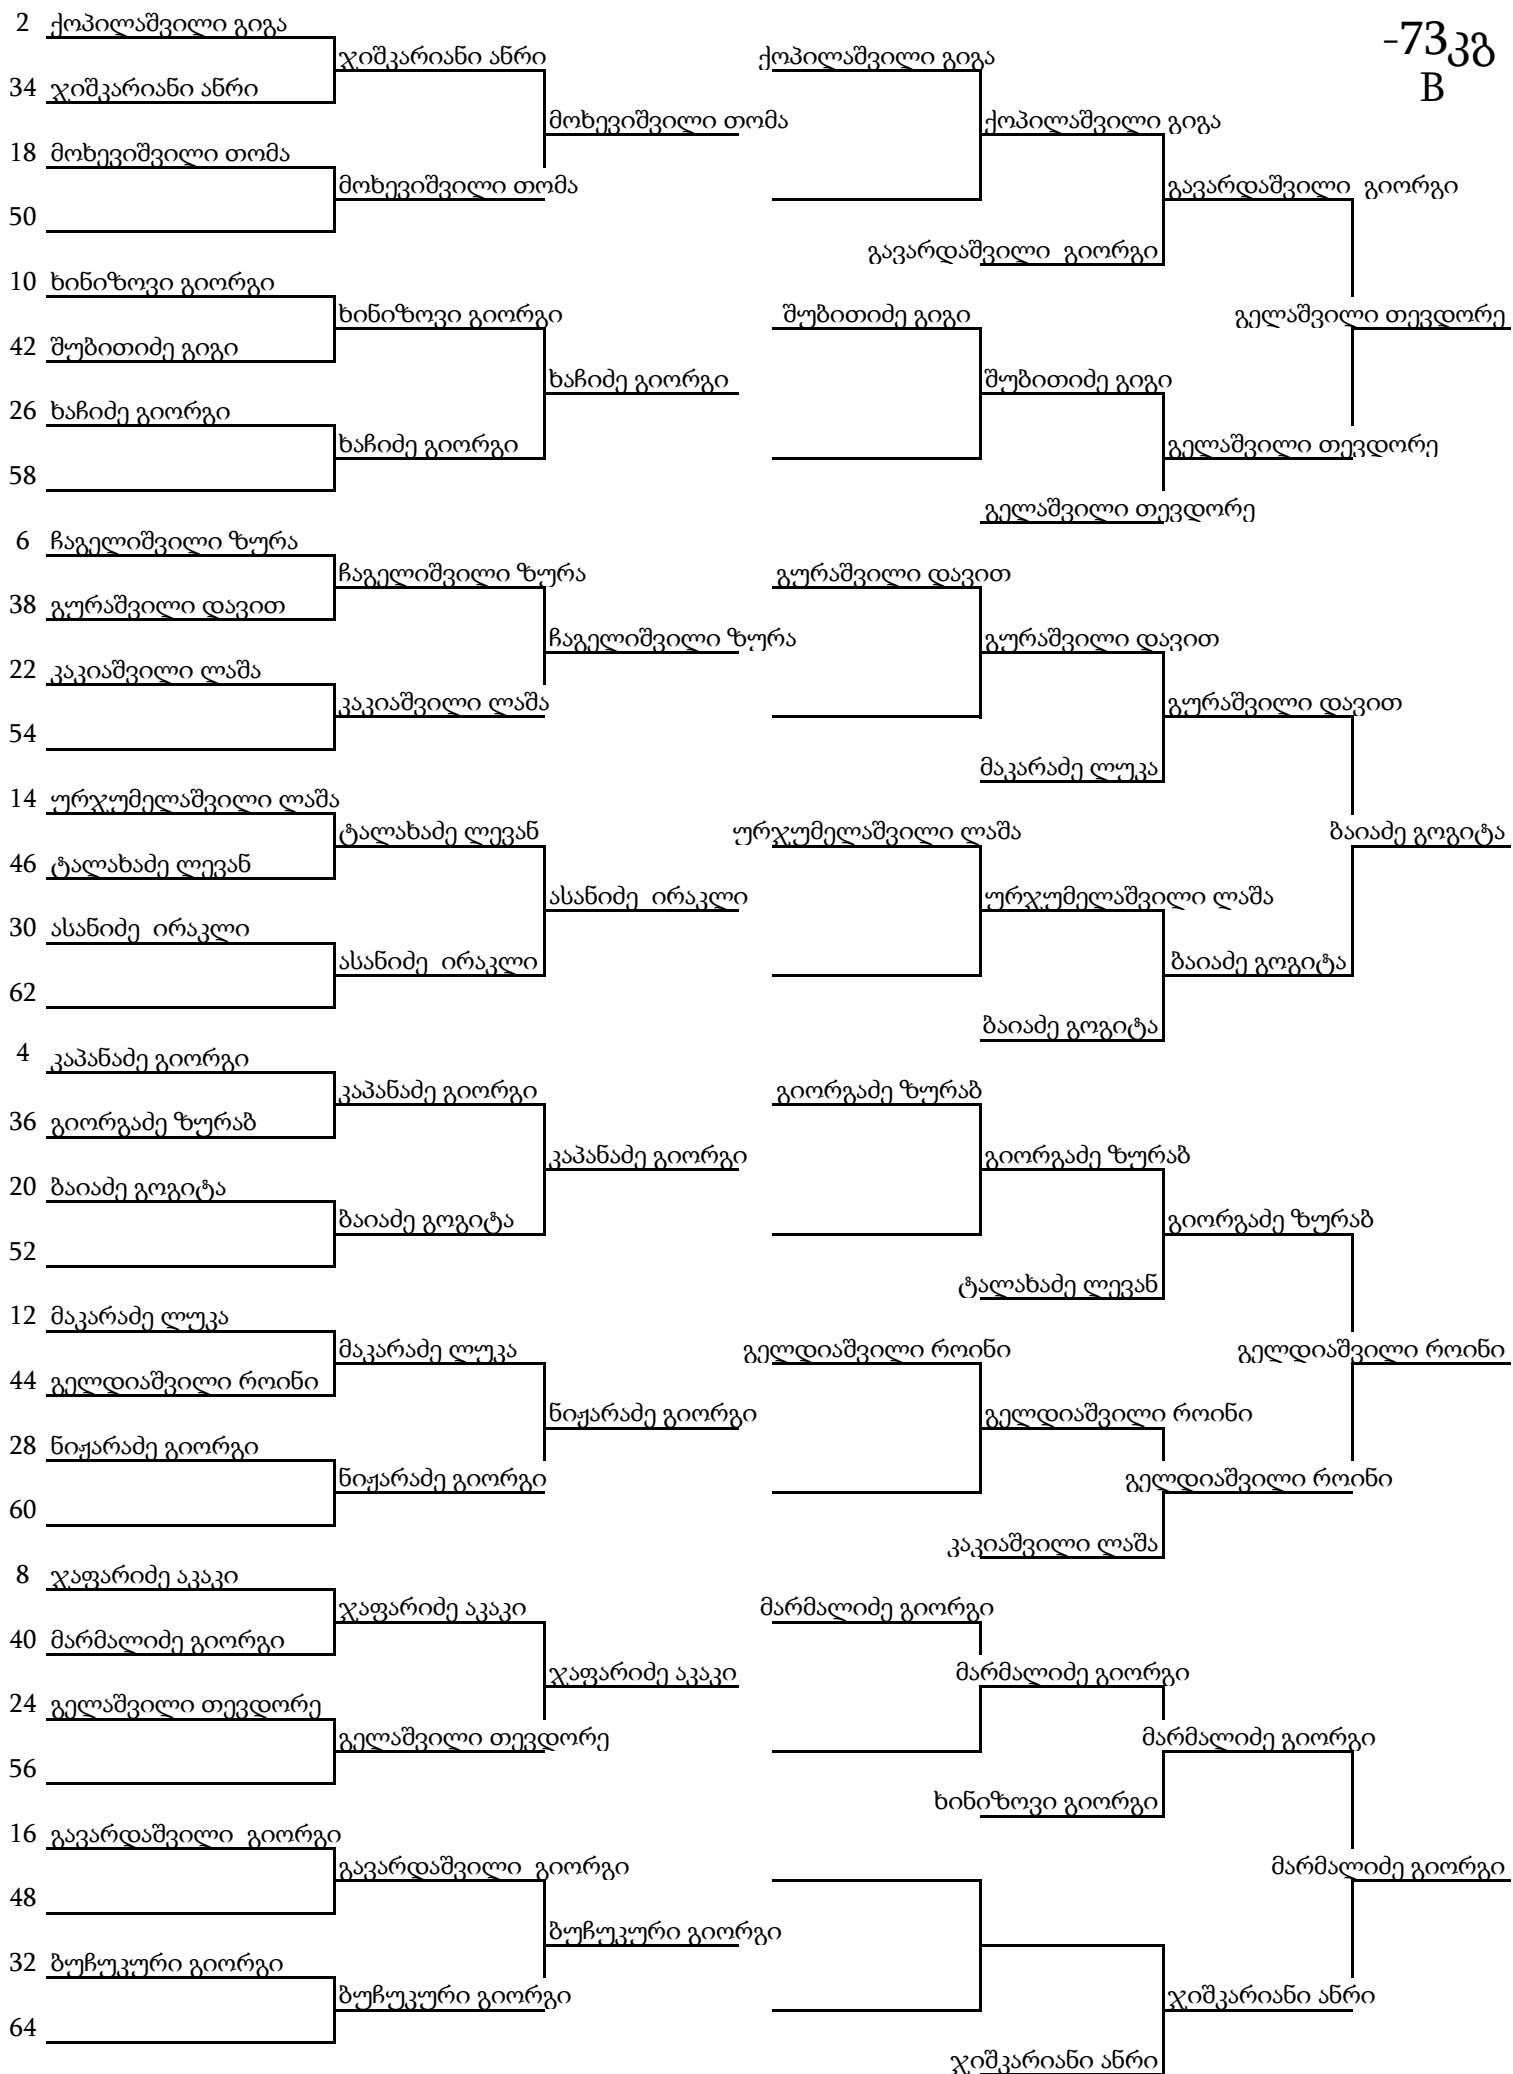 2 ქოპილაშვილი გიგა
-73კგ
ჯიშკარიანი ანრი
ქოპილაშვილი გიგა
34 ჯიშკარიანი ანრი
B
მოხევიშვილი თომა
ქოპილაშვილი გიგა
18 მოხევიშვილი თომა
მოხევიშვილი თომა
გავარდაშვილი გიორგი
50
გავარდაშვილი გიორგი
10 ხინიზოვი გიორგი
ხინიზოვი გიორგი
შუბითიძე გიგი
გელაშვილი თევდორე
42 შუბითიძე გიგი
ხაჩიძე გიორგი
შუბითიძე გიგი
26 ხაჩიძე გიორგი
ხაჩიძე გიორგი
გელაშვილი თევდორე
58
გელაშვილი თევდორე
6 ჩაგელიშვილი ზურა
ჩაგელიშვილი ზურა
გურაშვილი დავით
38 გურაშვილი დავით
ჩაგელიშვილი ზურა
გურაშვილი დავით
22 კაკიაშვილი ლაშა
კაკიაშვილი ლაშა
გურაშვილი დავით
54
მაკარაძე ლუკა
14 ურჯუმელაშვილი ლაშა
ტალახაძე ლევან
ურჯუმელაშვილი ლაშა
ბაიაძე გოგიტა
46 ტალახაძე ლევან
ასანიძე ირაკლი
ურჯუმელაშვილი ლაშა
30 ასანიძე ირაკლი
ასანიძე ირაკლი
ბაიაძე გოგიტა
62
ბაიაძე გოგიტა
4 კაპანაძე გიორგი
კაპანაძე გიორგი
გიორგაძე ზურაბ
36 გიორგაძე ზურაბ
კაპანაძე გიორგი
გიორგაძე ზურაბ
20 ბაიაძე გოგიტა
ბაიაძე გოგიტა
გიორგაძე ზურაბ
52
ტალახაძე ლევან
12 მაკარაძე ლუკა
მაკარაძე ლუკა
გელდიაშვილი როინი
გელდიაშვილი როინი
44 გელდიაშვილი როინი
ნიჟარაძე გიორგი
გელდიაშვილი როინი
28 ნიჟარაძე გიორგი
ნიჟარაძე გიორგი
გელდიაშვილი როინი
60
კაკიაშვილი ლაშა
8 ჯაფარიძე აკაკი
ჯაფარიძე აკაკი
მარმალიძე გიორგი
40 მარმალიძე გიორგი
ჯაფარიძე აკაკი
მარმალიძე გიორგი
24 გელაშვილი თევდორე
გელაშვილი თევდორე
მარმალიძე გიორგი
56
ხინიზოვი გიორგი
16 გავარდაშვილი გიორგი
გავარდაშვილი გიორგი
მარმალიძე გიორგი
48
ბუჩუკური გიორგი
32 ბუჩუკური გიორგი
ბუჩუკური გიორგი
ჯიშკარიანი ანრი
64
ჯიშკარიანი ანრი